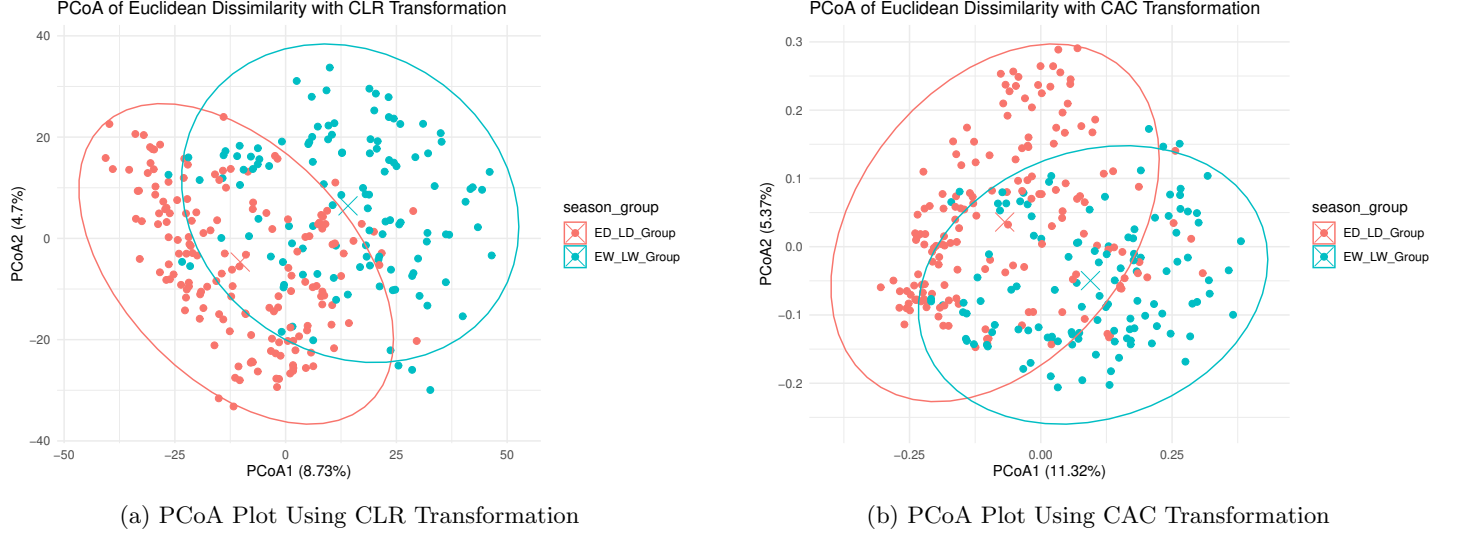 PCoA of Euclidean Dissimilarity with CLR Transformation
40
20
0
−20
−40
PCoA2 (4.7%)
−50
−25
0
25
50
PCoA1 (8.73%)
season_group
ED_LD_Group
EW_LW_Group
(a) PCoA Plot Using CLR Transformation
PCoA of Euclidean Dissimilarity with CAC Transformation
0.3
0.2
0.1
0.0
−0.1
−0.2
PCoA2 (5.37%)
−0.25
0.00
0.25
PCoA1 (11.32%)
season_group
ED_LD_Group
EW_LW_Group
(b) PCoA Plot Using CAC Transformation